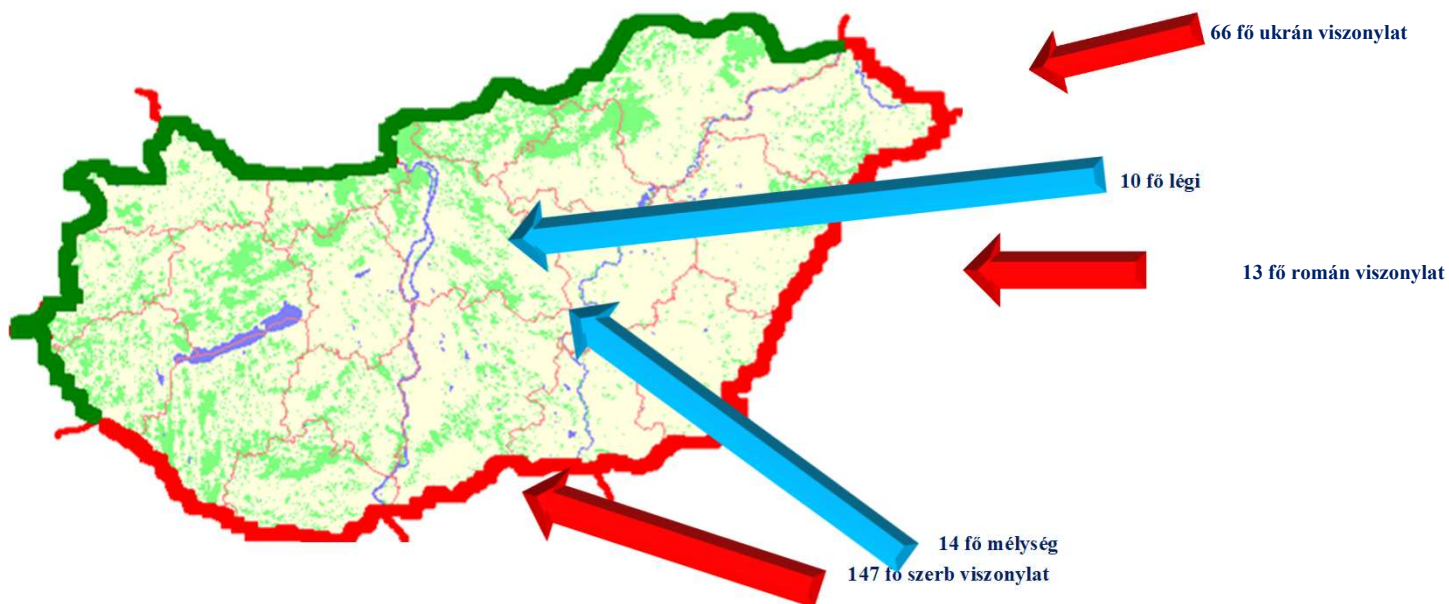 66 fő ukrán viszonylat
10 fő légi
13 fő román viszonylat
14 fő mélység
147 fő szerb viszonylat